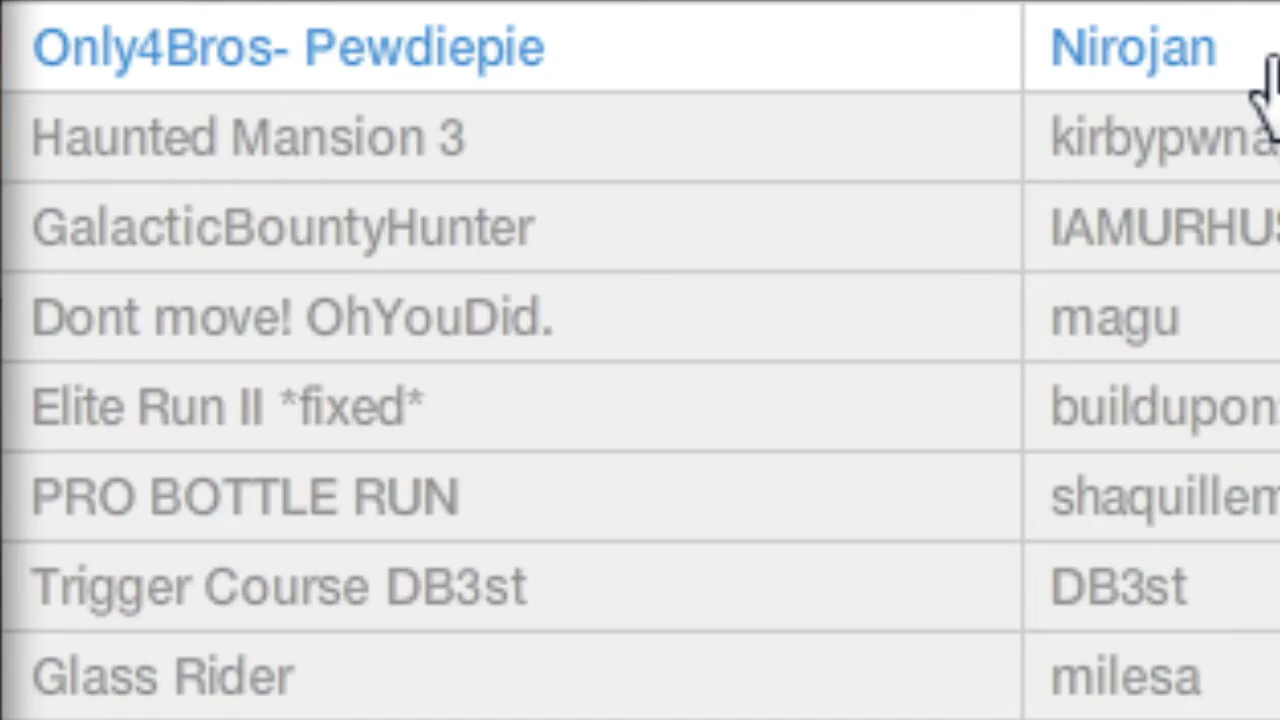 Only4Bros- Pewdiepie Nirojan
Haunted Mansion 3
GalacticBountyHunter
Dont move! OhYouDid. magu
Elite Run II *fixed*
PRO BOTTLE RUN
Trigger Course DB3st DB3st
Glass Rider milesa